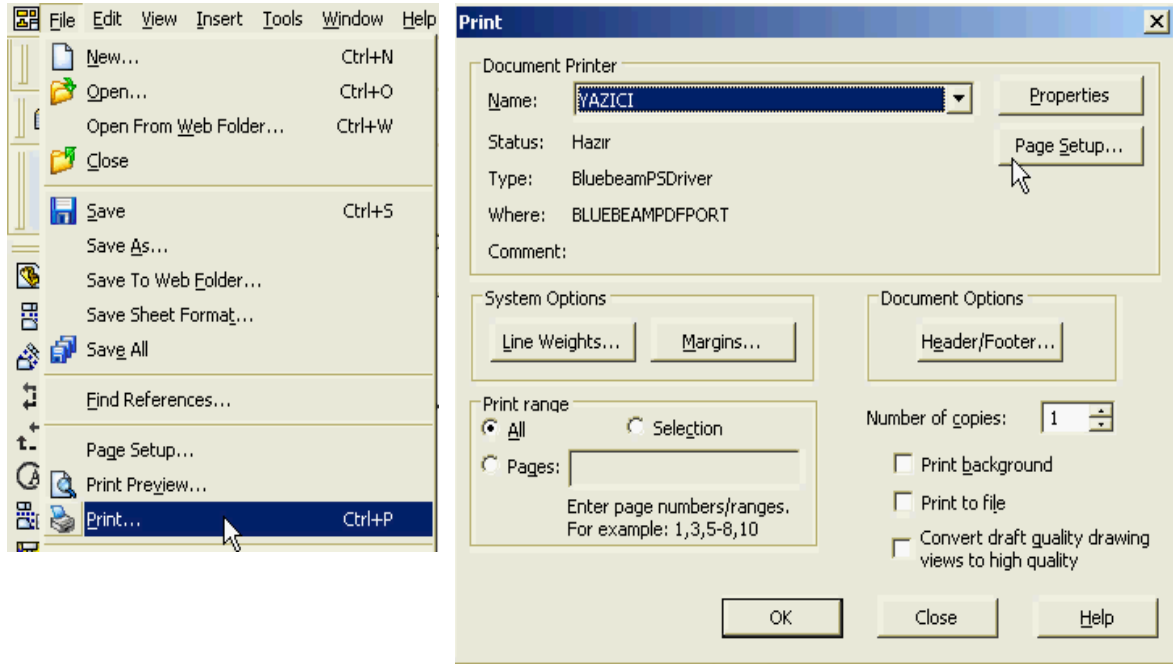 File Edit View Insert Tools Window Help
New... Ctrl+N
Open... Ctrl+O
Open From Web Folder... Ctrl+W
Close
Save Ctrl+S
Save As...
Save To Web Folder...
Save Sheet Format...
Save All
Find References...
Page Setup...
Print Preview...
Print... Ctrl+P
Print
Document Printer
Name: YAZICI Properties
Status: Hazır Page Setup...
Type: BluebeamPSDriver
Where: BLUEBEAMPDFPORT
Comment:
System Options
Line Weights... Margins...
Document Options
Header/Footer...
Print range
All Selection
Pages:
Enter page numbers/ranges.
For example: 1,3,5-8,10
Number of copies: 1
Print background
Print to file
Convert draft quality drawing
views to high quality
OK Close Help